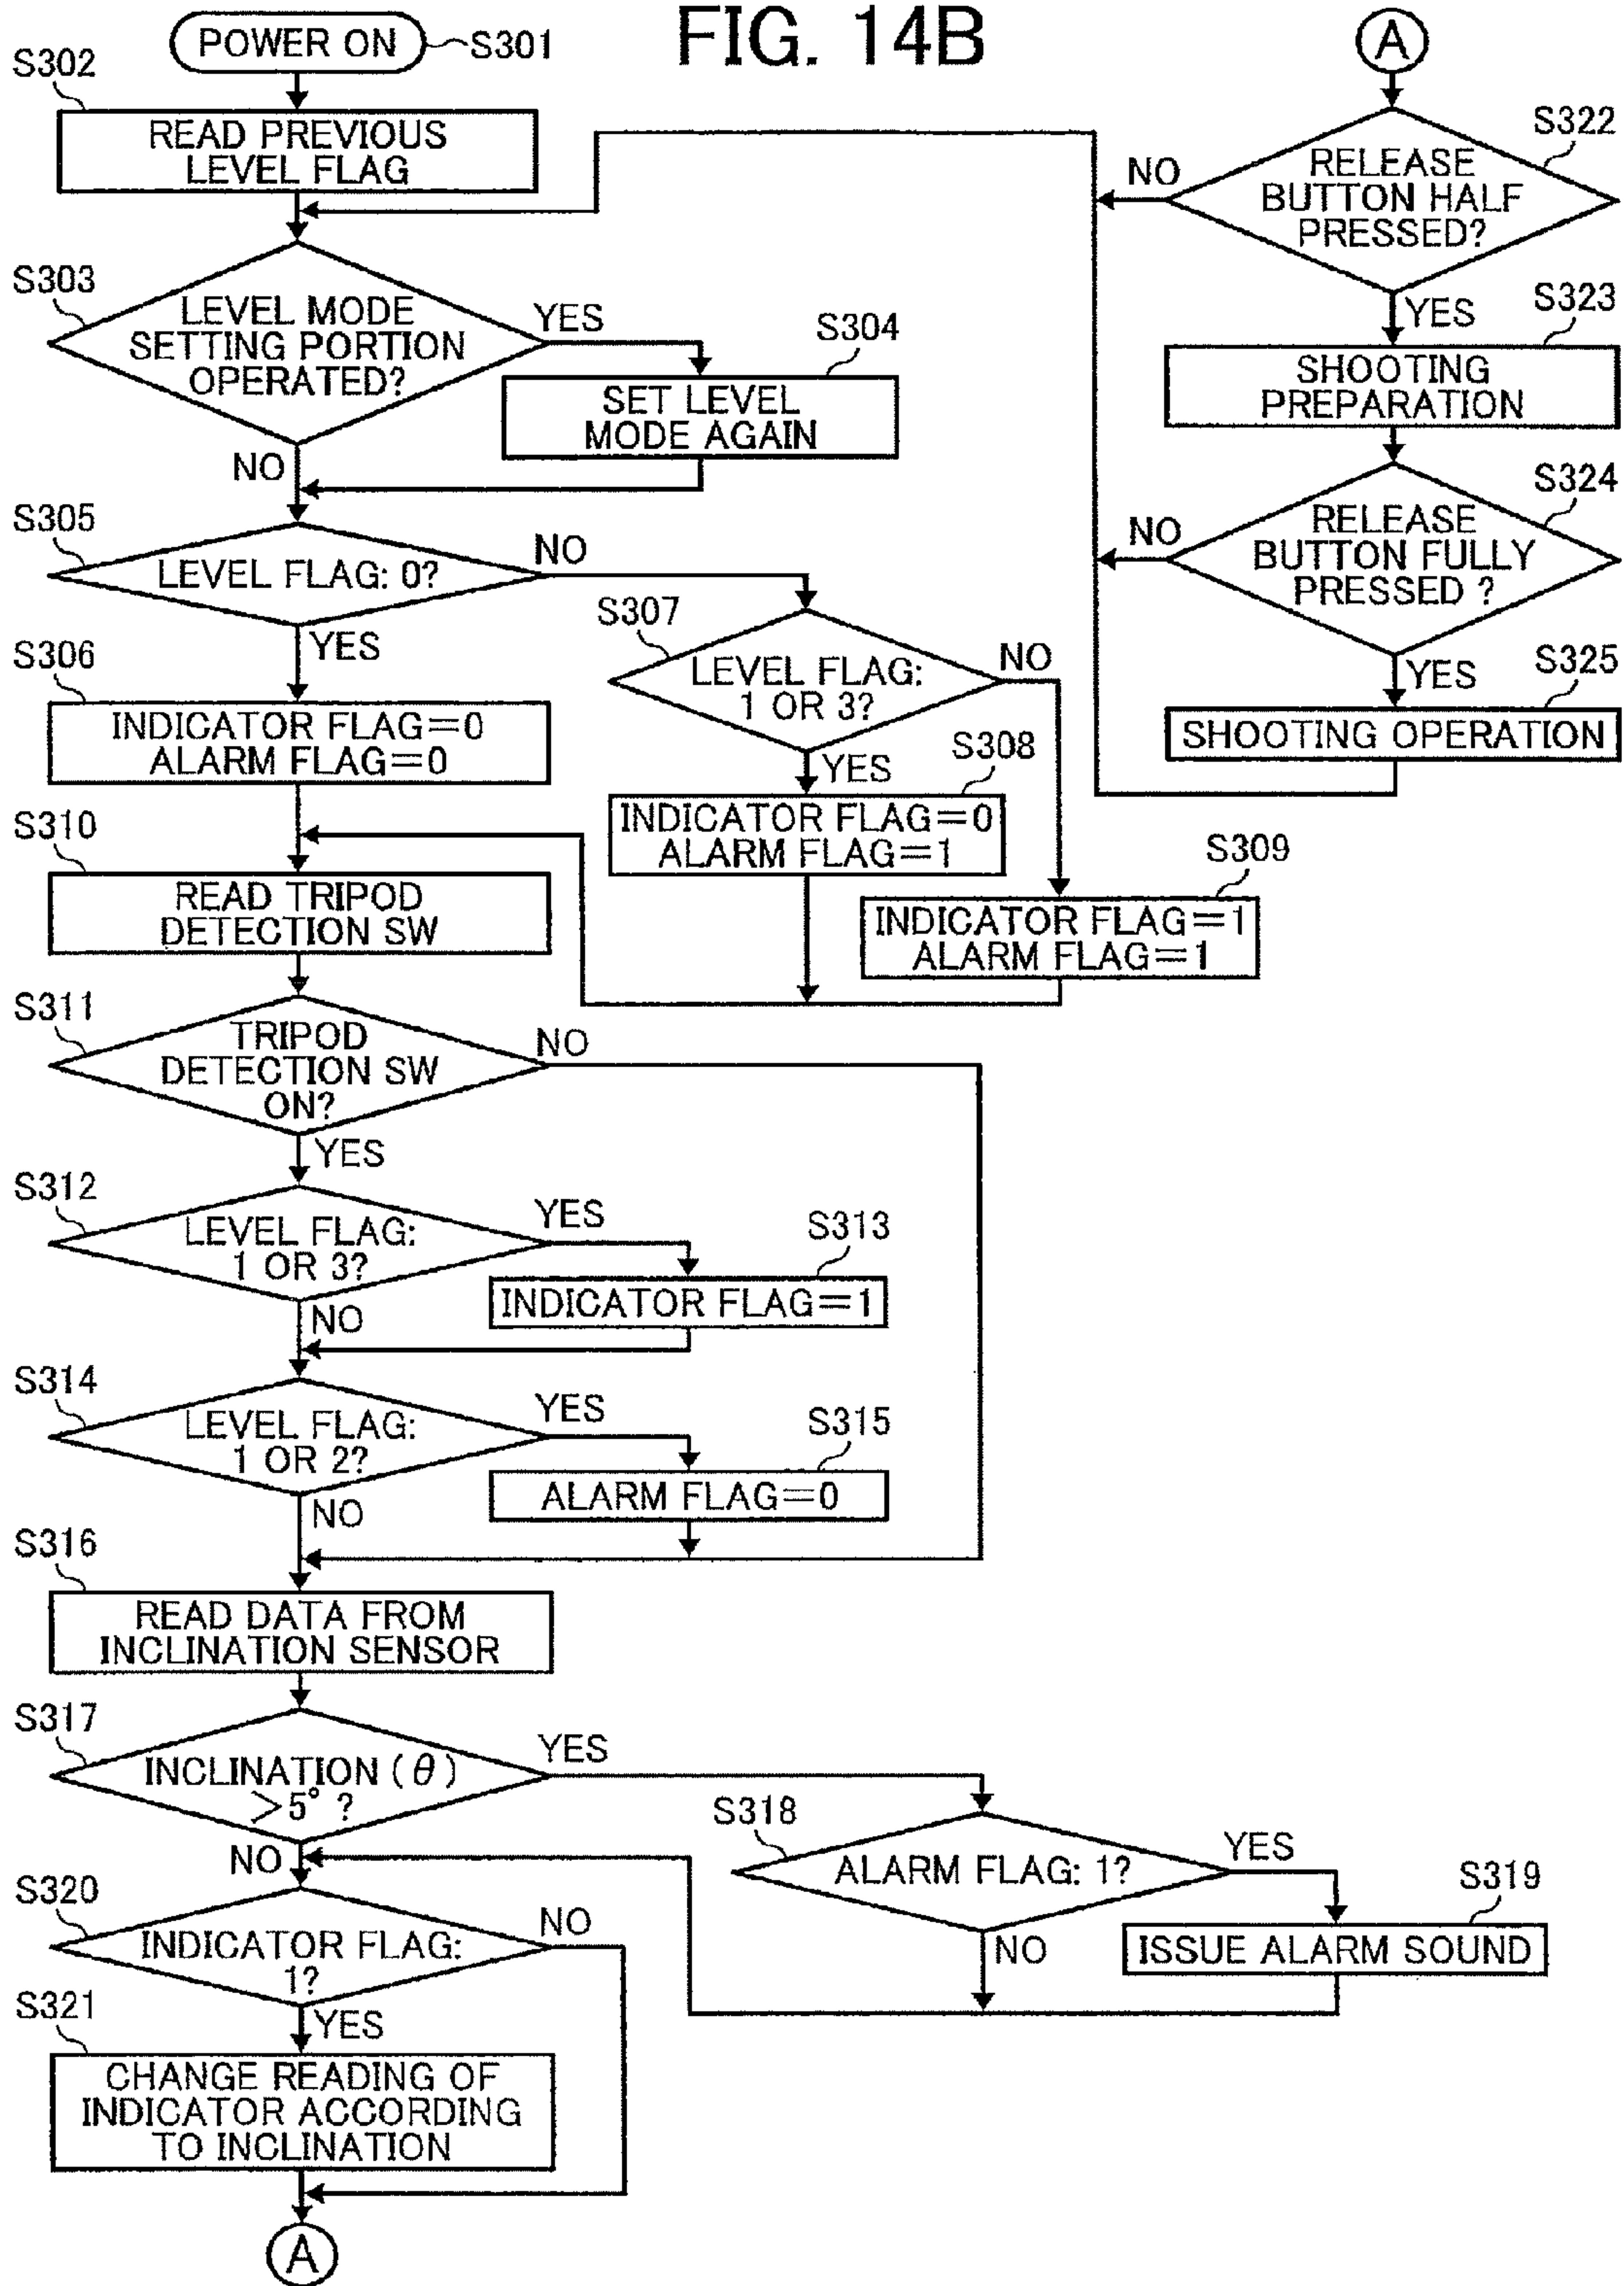 FIG. 14B
POWER ON
S301
S302
READ PREVIOUS
LEVEL FLAG
S303
LEVEL MODE
SETTING PORTION
OPERATED?
YES
NO
S304
SET LEVEL
MODE AGAIN
S305
LEVEL FLAG: 0?
NO
YES
S306
INDICATOR FLAG=0
ALARM FLAG=0
S307
LEVEL FLAG:
1 OR 3?
NO
YES
S308
INDICATOR FLAG=0
ALARM FLAG=1
S309
INDICATOR FLAG=1
ALARM FLAG=1
S310
READ TRIPOD
DETECTION SW
S311
TRIPOD
DETECTION SW
ON?
NO
YES
S312
LEVEL FLAG:
1 OR 3?
YES
NO
S313
INDICATOR FLAG=1
S314
LEVEL FLAG:
1 OR 2?
YES
NO
S315
ALARM FLAG=0
S316
READ DATA FROM
INCLINATION SENSOR
S317
INCLINATION (θ)
>5° ?
YES
NO
S318
ALARM FLAG: 1?
YES
NO
S319
ISSUE ALARM SOUND
S320
INDICATOR FLAG:
1?
NO
YES
S321
CHANGE READING OF
INDICATOR ACCORDING
TO INCLINATION
A
A
S322
RELEASE
BUTTON HALF
PRESSED?
NO
YES
S323
SHOOTING
PREPARATION
S324
RELEASE
BUTTON FULLY
PRESSED ?
NO
YES
S325
SHOOTING OPERATION